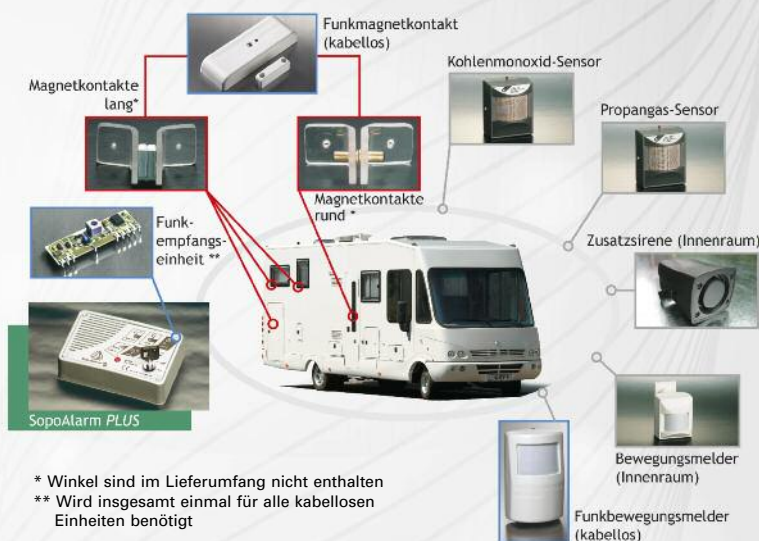 Funkmagnetkontakt
(kabellos)
Magnetkontakte
lang*
Kohlenmonoxid-Sensor
Propangas-Sensor
Magnetkontakte
rund *
Funk-
empfangs-
einheit **
Zusatzsirene (Innenraum)
SopoAlarm PLUS
Bewegungsmelder
(Innenraum)
Funkbewegungsmelder
(kabellos)
* Winkel sind im Lieferumfang nicht enthalten
** Wird insgesamt einmal für alle kabellosen
Einheiten benötigt